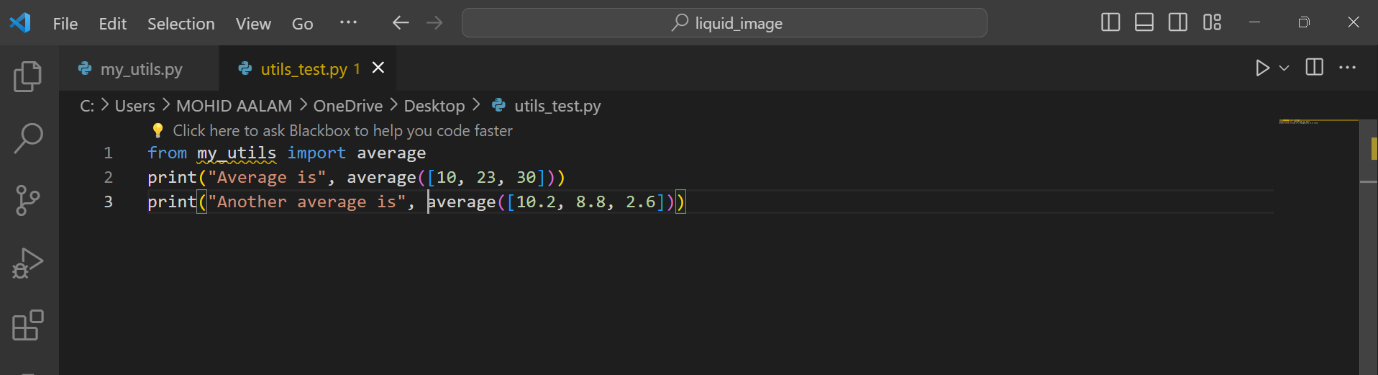 File Edit Selection View Go ··· liquid_image
my_utils.py utils_test.py 1
C: > Users > MOHID AALAM > OneDrive > Desktop > utils_test.py
Click here to ask Blackbox to help you code faster
1 from my_utils import average
2 print("Average is", average([10, 23, 30]))
3 print("Another average is", average([10.2, 8.8, 2.6]))